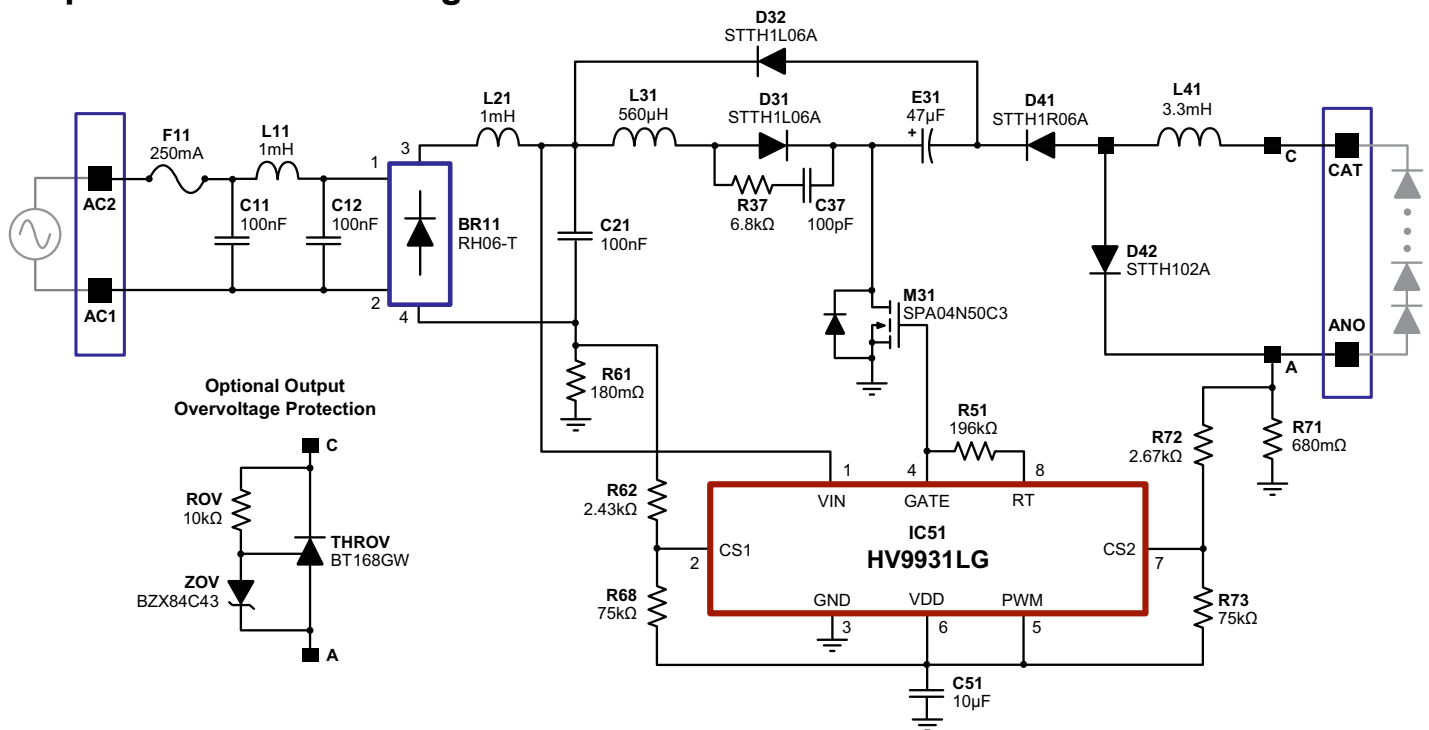 D32
STTH1L06A
L21
1mH
L31
560µH
D31
STTH1L06A
E31
47µF
+
D41
STTH1R06A
L41
3.3mH
F11
250mA
L11
1mH
AC2
AC1
C11
100nF
C12
100nF
1
2
3
4
BR11
RH06-T
C21
100nF
R37
6.8kΩ
C37
100pF
C
CAT
D42
STTH102A
ANO
A
M31
SPA04N50C3
R61
180mΩ
R51
196kΩ
R72
2.67kΩ
R71
680mΩ
Optional Output
Overvoltage Protection
C
ROV
10kΩ
THROV
BT168GW
ZOV
BZX84C43
A
R62
2.43kΩ
R68
75kΩ
1
4
8
VIN
GATE
RT
IC51
HV9931LG
CS1
2
CS2
7
GND
VDD
PWM
3
6
5
R73
75kΩ
C51
10µF